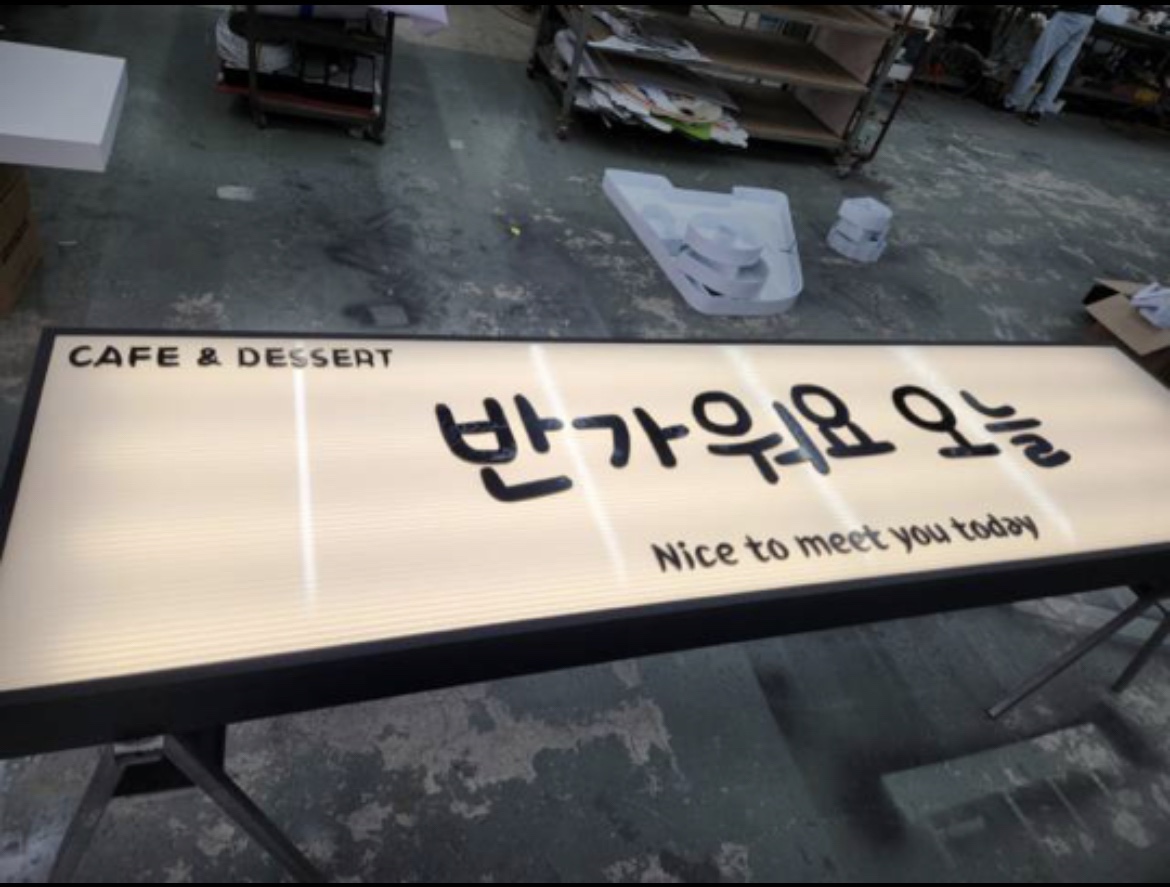 CAFE & DESSERT
반가워요 오늘
Nice to meet you today